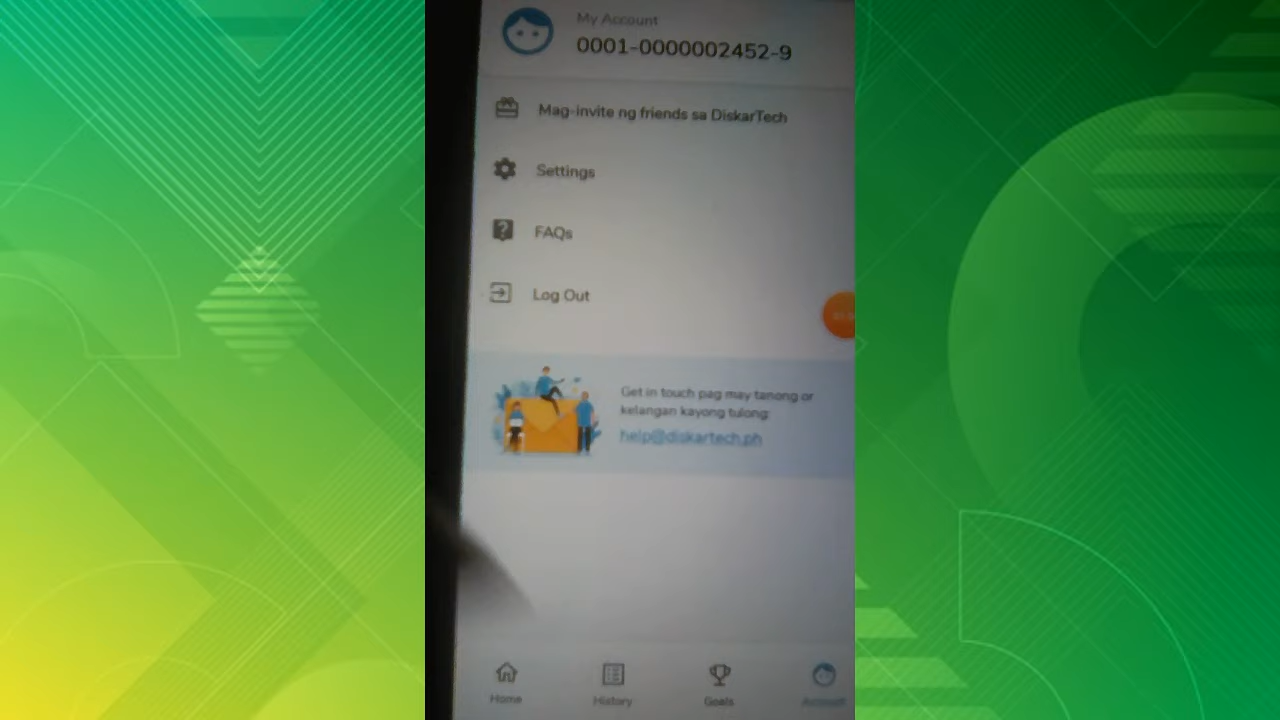 My Account
0001-0000002452-9
Mag-invite ng friends sa DiskarTech
Settings
FAQs
Log Out
Get in touch pag may tanong or
kelangan kayong tulong:
help@diskartech.ph
Home
History
Goals
Account